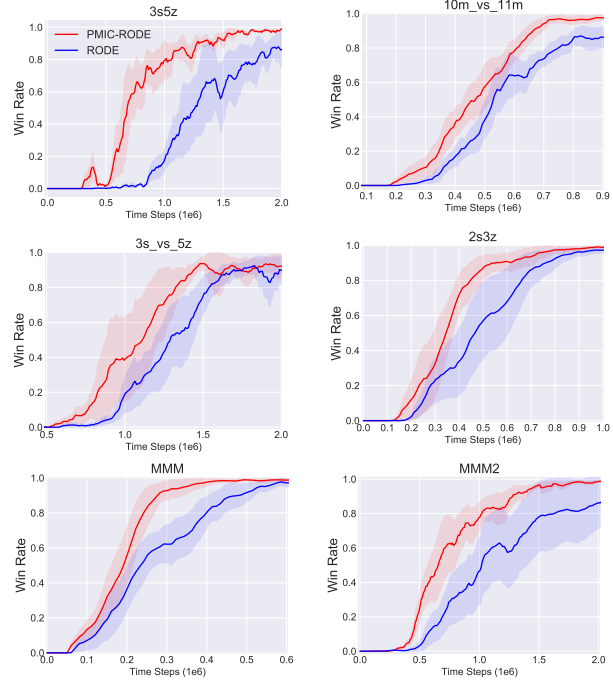 3s5z
1.0
0.8
0.6
0.4
0.2
0.0
Win Rate
PMIC-RODE
RODE
0.0 0.5 1.0 1.5 2.0
Time Steps (1e6)
10m_vs_11m
1.0
0.8
0.6
0.4
0.2
0.0
Win Rate
0.1 0.2 0.3 0.4 0.5 0.6 0.7 0.8 0.9
Time Steps (1e6)
3s_vs_5z
1.0
0.8
0.6
0.4
0.2
0.0
Win Rate
0.5 1.0 1.5 2.0
Time Steps (1e6)
2s3z
1.0
0.8
0.6
0.4
0.2
0.0
Win Rate
0.0 0.1 0.2 0.3 0.4 0.5 0.6 0.7 0.8 0.9 1.0
Time Steps (1e6)
MMM
1.0
0.8
0.6
0.4
0.2
0.0
Win Rate
0.1 0.2 0.3 0.4 0.5 0.6
Time Steps (1e6)
MMM2
1.0
0.8
0.6
0.4
0.2
0.0
Win Rate
0.0 0.5 1.0 1.5 2.0
Time Steps (1e6)